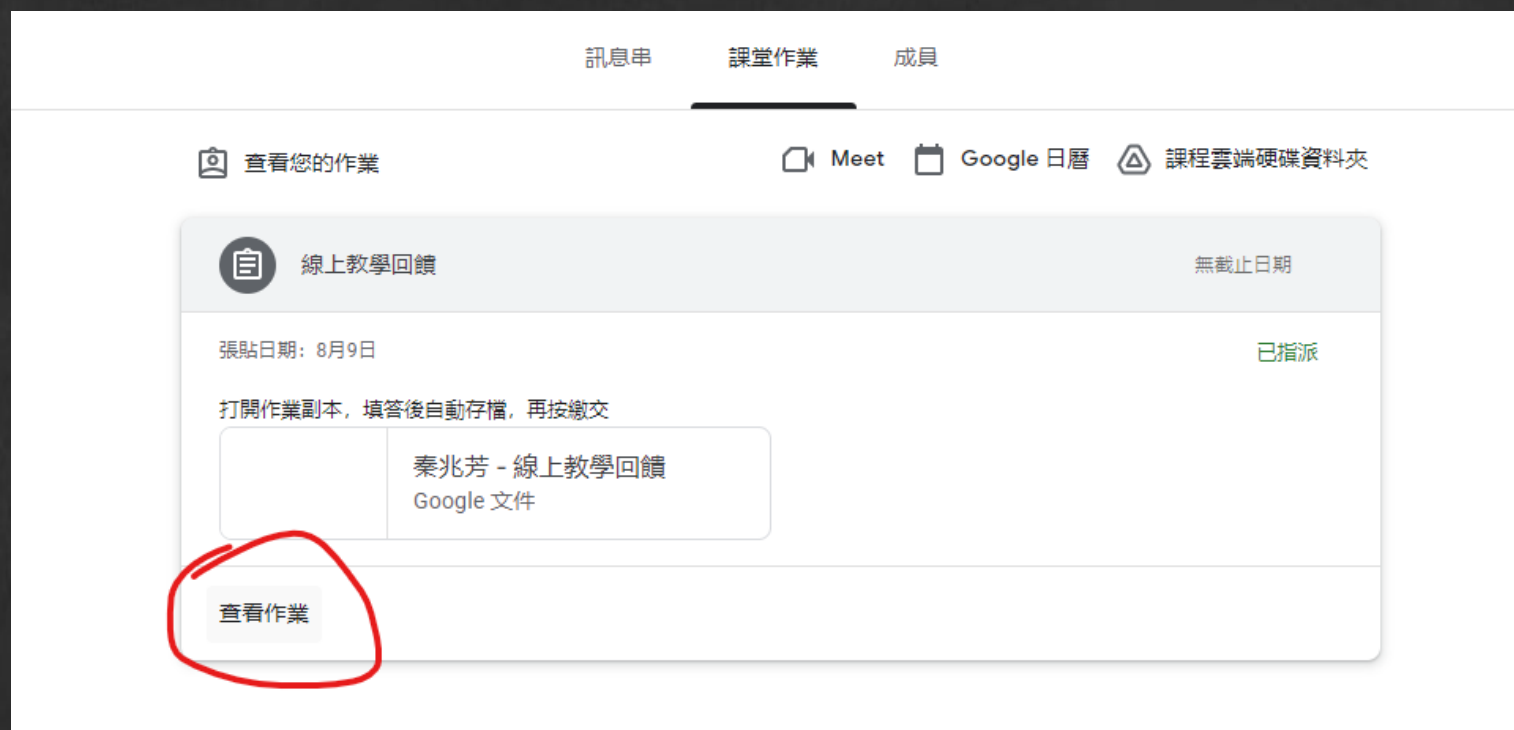 訊息串 課堂作業 成員
查看您的作業 Meet Google 日曆 課程雲端硬碟資料夾
線上教學回饋 無截止日期
張貼日期：8月9日 已指派
打開作業副本，填答後自動存檔，再按繳交
秦兆芳 - 線上教學回饋
Google 文件
查看作業